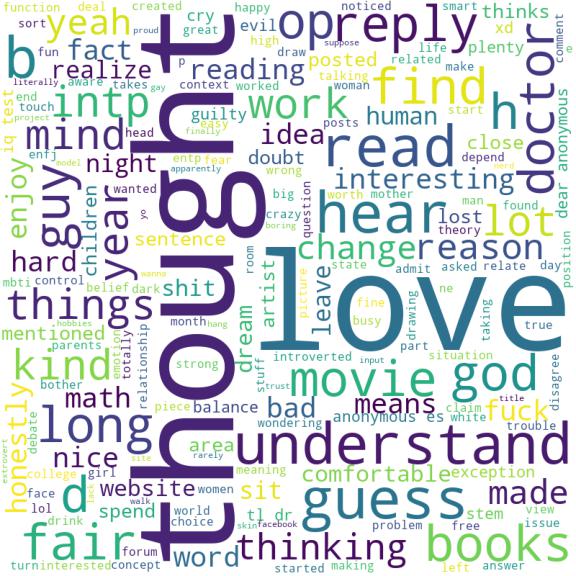 function deal created happy noticed smart
sort yeah cry great evil high thinks comment
fun proud p draw life xd e
literally aware takes gay context worked woman related make plenty
b fact reading posted talking
realize guilty easy start
op reply
end touch project iq test intp work find h doctor
mind head entp fear human close
enfj model night idea posts doubt wrong read depend nerd
apparently finally suppose
enjoy guy year wanted worth mother interesting man found
children yo big crazy boring question hear lost theory lot dear anonymous
hard sentence change reason
mbti control belief dark shit room state admit asked relate day position
things month hang artist leave love
thought
hobbies picture fine busy drawing ne taking true
mentioned parents emotion totally relationship strong dream stuff introverted part situation disagree
kind bother strust input movie god
math piece balance bad means claim white title fuck
honestly debate long wondering anonymous es trouble
nice site rarely area understand
extrovert college girl lack website women meaning comfortable exception
d face spend world sit guess made
lol drink walk choice tl dr skin facebook stem view
fair forum problem free issue
turn interested concept word started making thinking left answer books
wanna